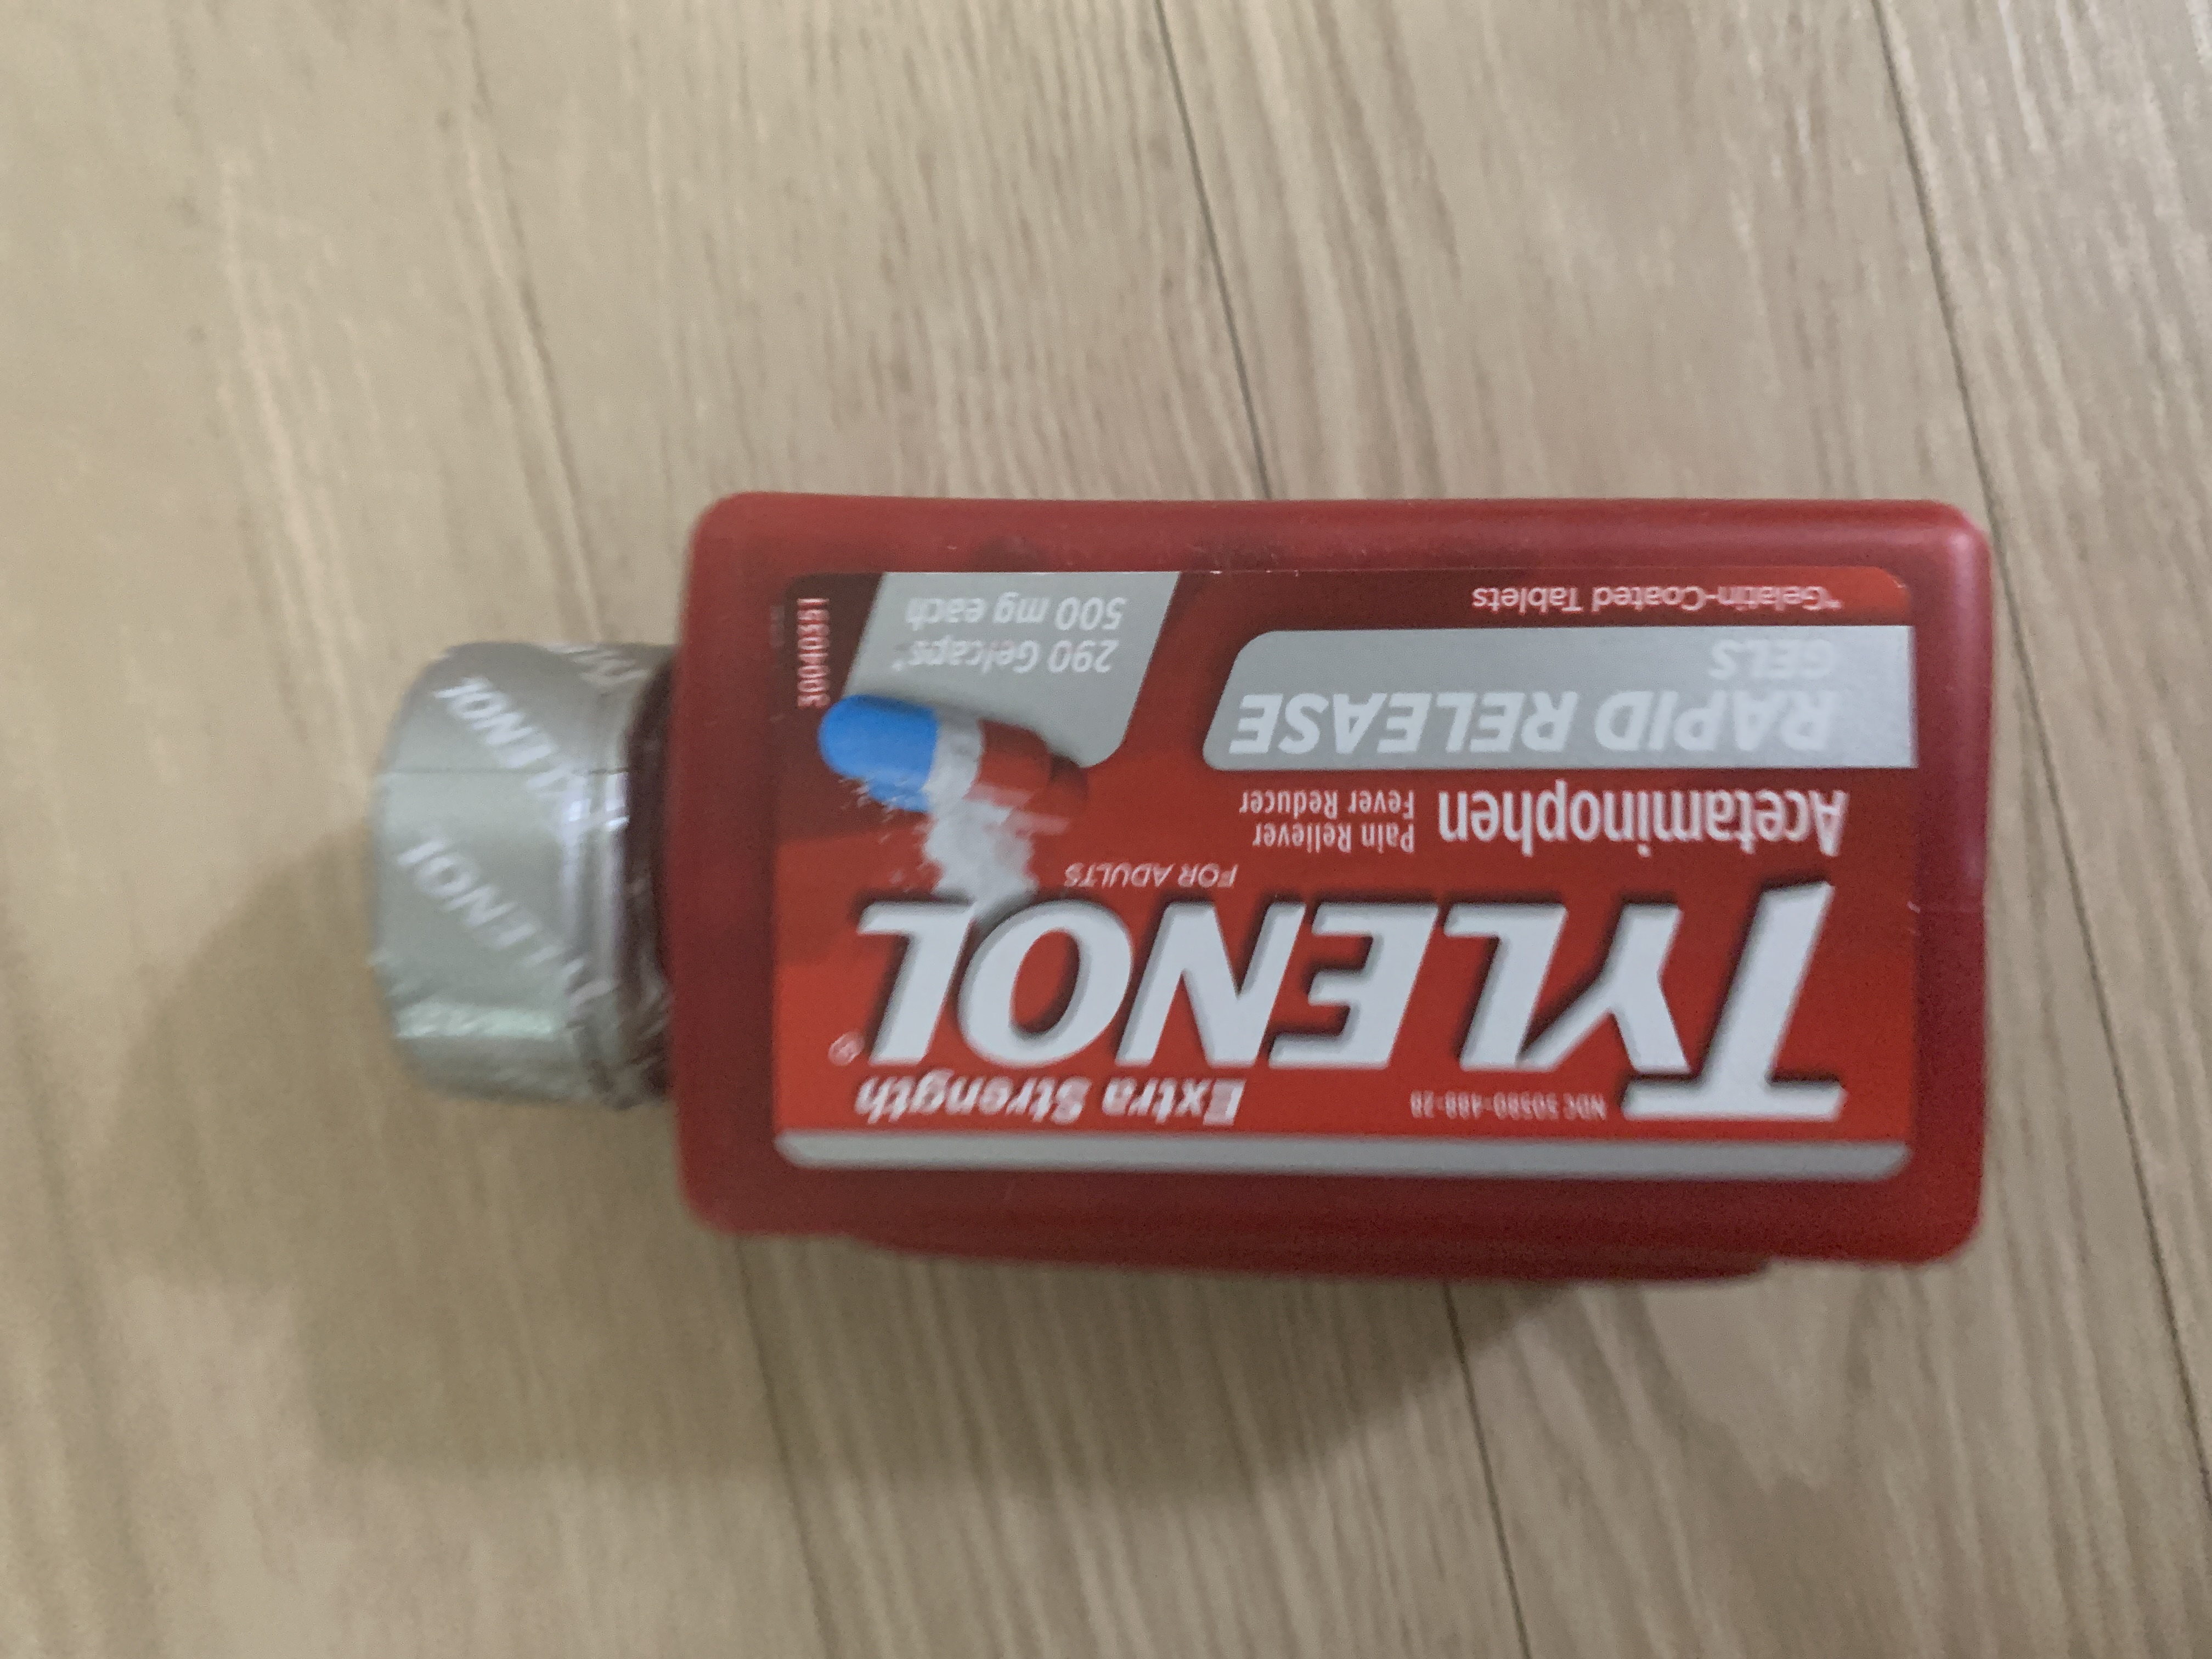 NDC 50580-488-28
Extra Strength
TYLENOL®
FOR ADULTS
Acetaminophen
Pain Reliever
Fever Reducer
RAPID RELEASE
GELS
290 Gelcaps*
500 mg each
*Gelatin-Coated Tablets
30040391
TYLENOL
TYLENOL